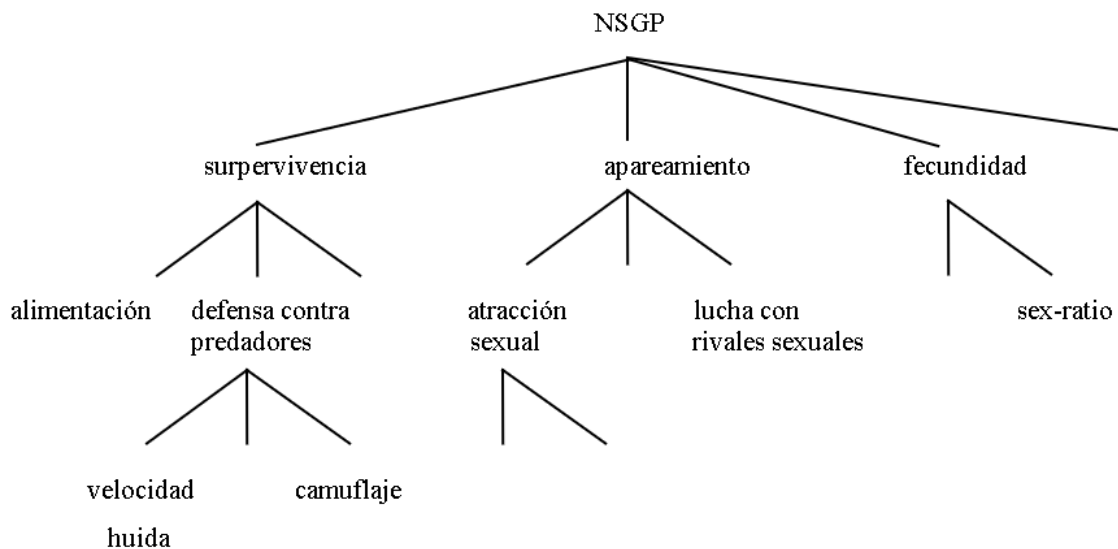 NSGP
surpervivencia apareamiento fecundidad
alimentación defensa contra atracción lucha con sex-ratio
predadores sexual rivales sexuales
velocidad camuflaje
huida